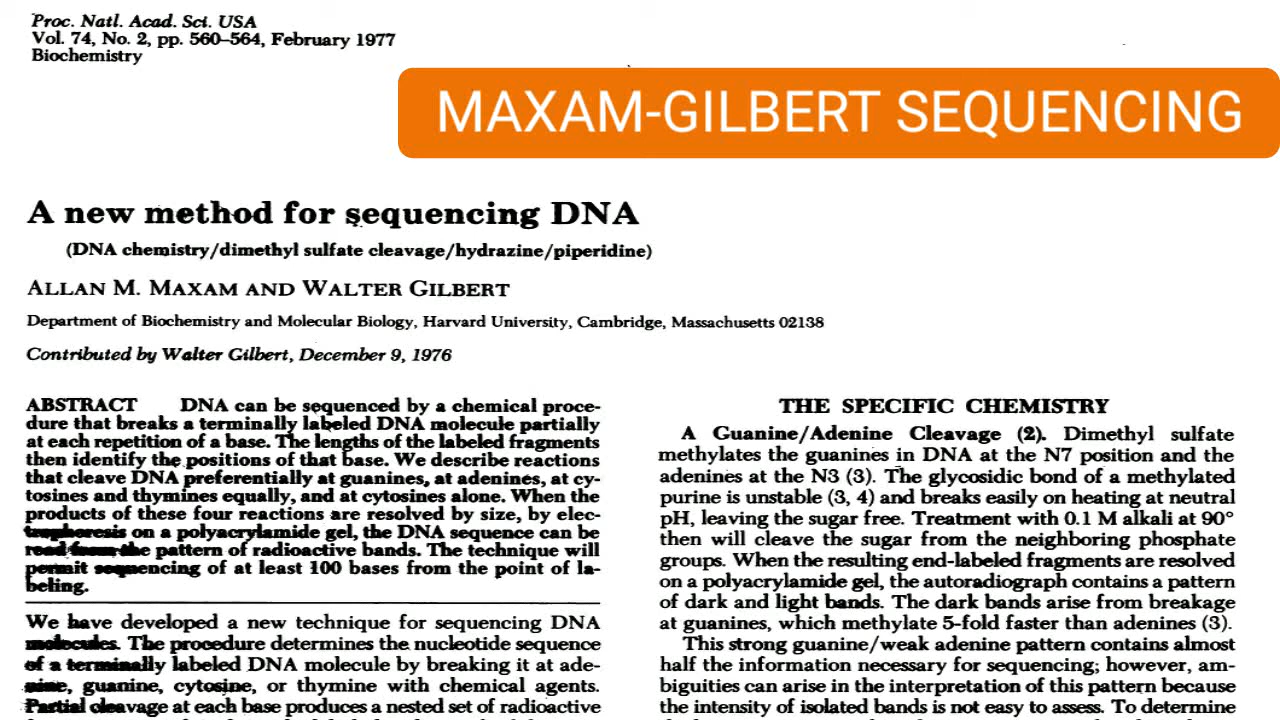 Proc. Natl. Acad. Sci. USA
Vol. 74, No. 2, pp. 560–564, February 1977
Biochemistry
MAXAM-GILBERT SEQUENCING
A new method for sequencing DNA
(DNA chemistry/dimethyl sulfate cleavage/hydrazine/piperidine)
ALLAN M. MAXAM AND WALTER GILBERT
Department of Biochemistry and Molecular Biology, Harvard University, Cambridge, Massachusetts 02138
Contributed by Walter Gilbert, December 9, 1976
ABSTRACT DNA can be sequenced by a chemical proce-
dure that breaks a terminally labeled DNA molecule partially
at each repetition of a base. The lengths of the labeled fragments
then identify the positions of that base. We describe reactions
that cleave DNA preferentially at guanines, at adenines, at cy-
tosines and thymines equally, and at cytosines alone. When the
products of these four reactions are resolved by size, by elec-
trophoresis on a polyacrylamide gel, the DNA sequence can be
read from the pattern of radioactive bands. The technique will
permit sequencing of at least 100 bases from the point of la-
beling.
We have developed a new technique for sequencing DNA
molecules. The procedure determines the nucleotide sequence
of a terminally labeled DNA molecule by breaking it at ade-
nine, guanine, cytosine, or thymine with chemical agents.
Partial cleavage at each base produces a nested set of radioactive
THE SPECIFIC CHEMISTRY
A Guanine/Adenine Cleavage (2). Dimethyl sulfate
methylates the guanines in DNA at the N7 position and the
adenines at the N3 (3). The glycosidic bond of a methylated
purine is unstable (3, 4) and breaks easily on heating at neutral
pH, leaving the sugar free. Treatment with 0.1 M alkali at 90°
then will cleave the sugar from the neighboring phosphate
groups. When the resulting end-labeled fragments are resolved
on a polyacrylamide gel, the autoradiograph contains a pattern
of dark and light bands. The dark bands arise from breakage
at guanines, which methylate 5-fold faster than adenines (3).
This strong guanine/weak adenine pattern contains almost
half the information necessary for sequencing; however, am-
biguities can arise in the interpretation of this pattern because
the intensity of isolated bands is not easy to assess. To determine